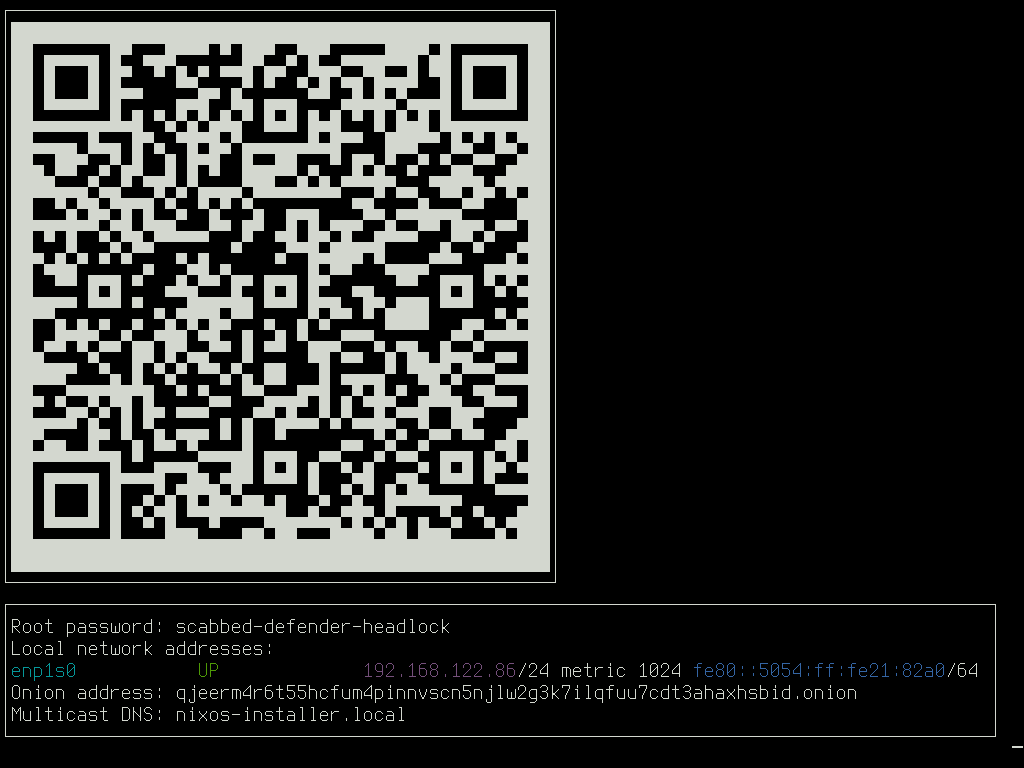 Root password: scabbed-defender-headlock
Local network addresses:
enp1s0 UP 192.168.122.86/24 metric 1024 fe80::5054:ff:fe21:82a0/64
Onion address: qjeerm4r6t55hcfum4pinnvscn5njlw2g3k7ilqfuu7cdt3ahaxhsbid.onion
Multicast DNS: nixos-installer.local